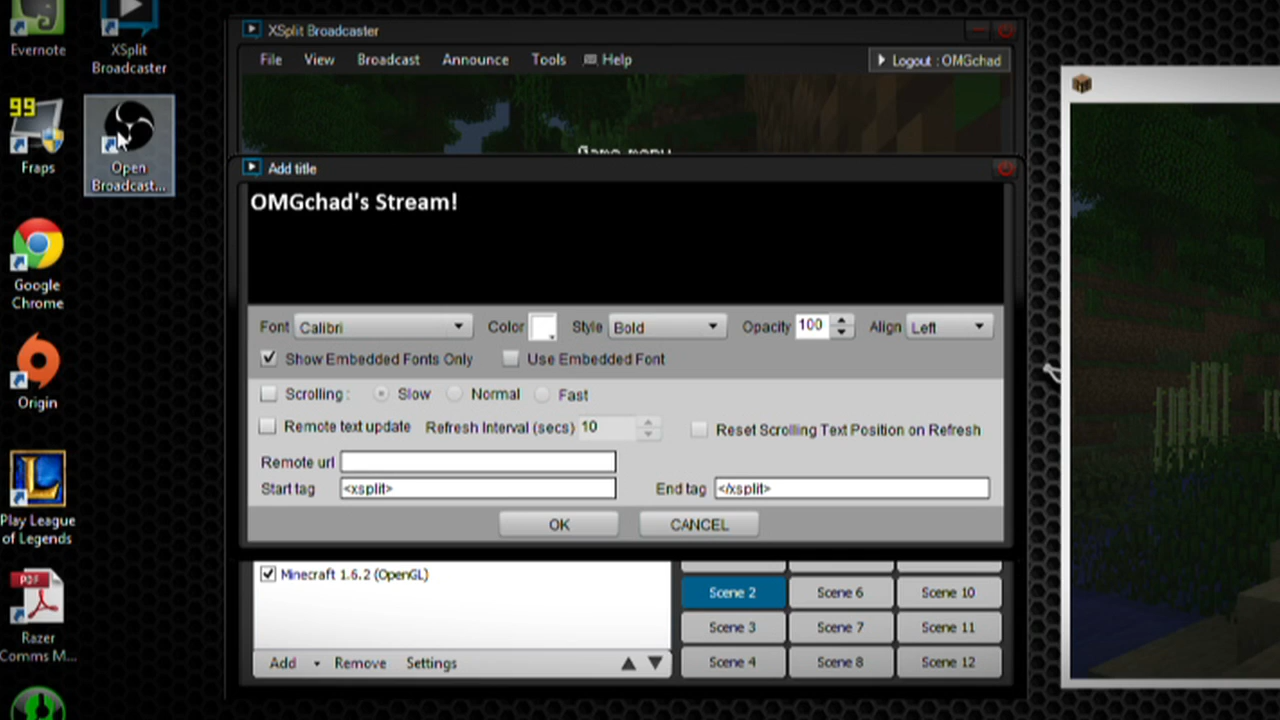 Evernote
XSplit
Broadcaster
99
Fraps
Open
Broadcast...
Google
Chrome
Origin
Play League
of Legends
PDF
Razer
Comms M...
XSplit Broadcaster
File View Broadcast Announce Tools Help
Logout : OMGchad
Game menu
Add title
OMGchad's Stream!
Font Calibri Color Style Bold Opacity 100 Align Left
Show Embedded Fonts Only Use Embedded Font
Scrolling : Slow Normal Fast
Remote text update Refresh Interval (secs) 10 Reset Scrolling Text Position on Refresh
Remote url
Start tag <xsplit> End tag </xsplit>
OK CANCEL
Minecraft 1.6.2 (OpenGL)
Scene 2 Scene 6 Scene 10
Scene 3 Scene 7 Scene 11
Scene 4 Scene 8 Scene 12
Add Remove Settings